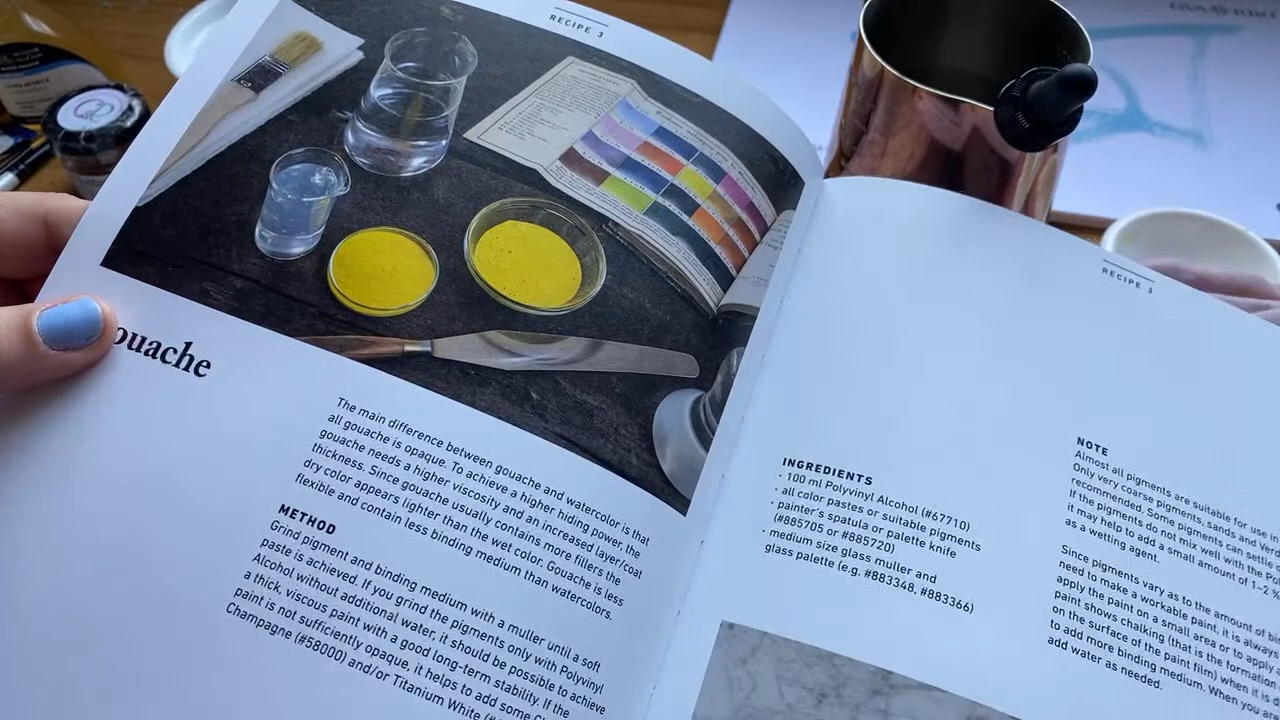 RECIPE 3
ouache
The main difference between gouache and watercolor is that
all gouache is opaque. To achieve a higher hiding power, the
gouache needs a higher viscosity and an increased layer/coat
thickness. Since gouache usually contains more fillers the
dry color appears lighter than the wet color. Gouache is less
flexible and contain less binding medium than watercolors.
METHOD
Grind pigment and binding medium with a muller until a soft
paste is achieved. If you grind the pigments only with Polyvinyl
Alcohol without additional water, it should be possible to achieve
a thick, viscous paint with a good long-term stability. If the
paint is not sufficiently opaque, it helps to add some
Champagne (#58000) and/or Titanium White
RECIPE 3
INGREDIENTS
· 100 ml Polyvinyl Alcohol (#67710)
· all color pastes or suitable pigments
· painter's spatula or palette knife
(#885705 or #885720)
· medium size glass muller and
glass palette (e.g. #883348, #883366)
NOTE
Almost all pigments are suitable for use in
Only very coarse pigments, sands and
recommended. Some pigments can settle
If the pigments do not mix well with the
it may help to add a small amount of 1–2 %
as a wetting agent.
Since pigments vary as to the amount of
need to make a workable paint, it is always
apply the paint on a small area or to apply
paint shows chalking (that is the formation
on the surface of the paint film) when it is
to add more binding medium. When you are
add water as needed.